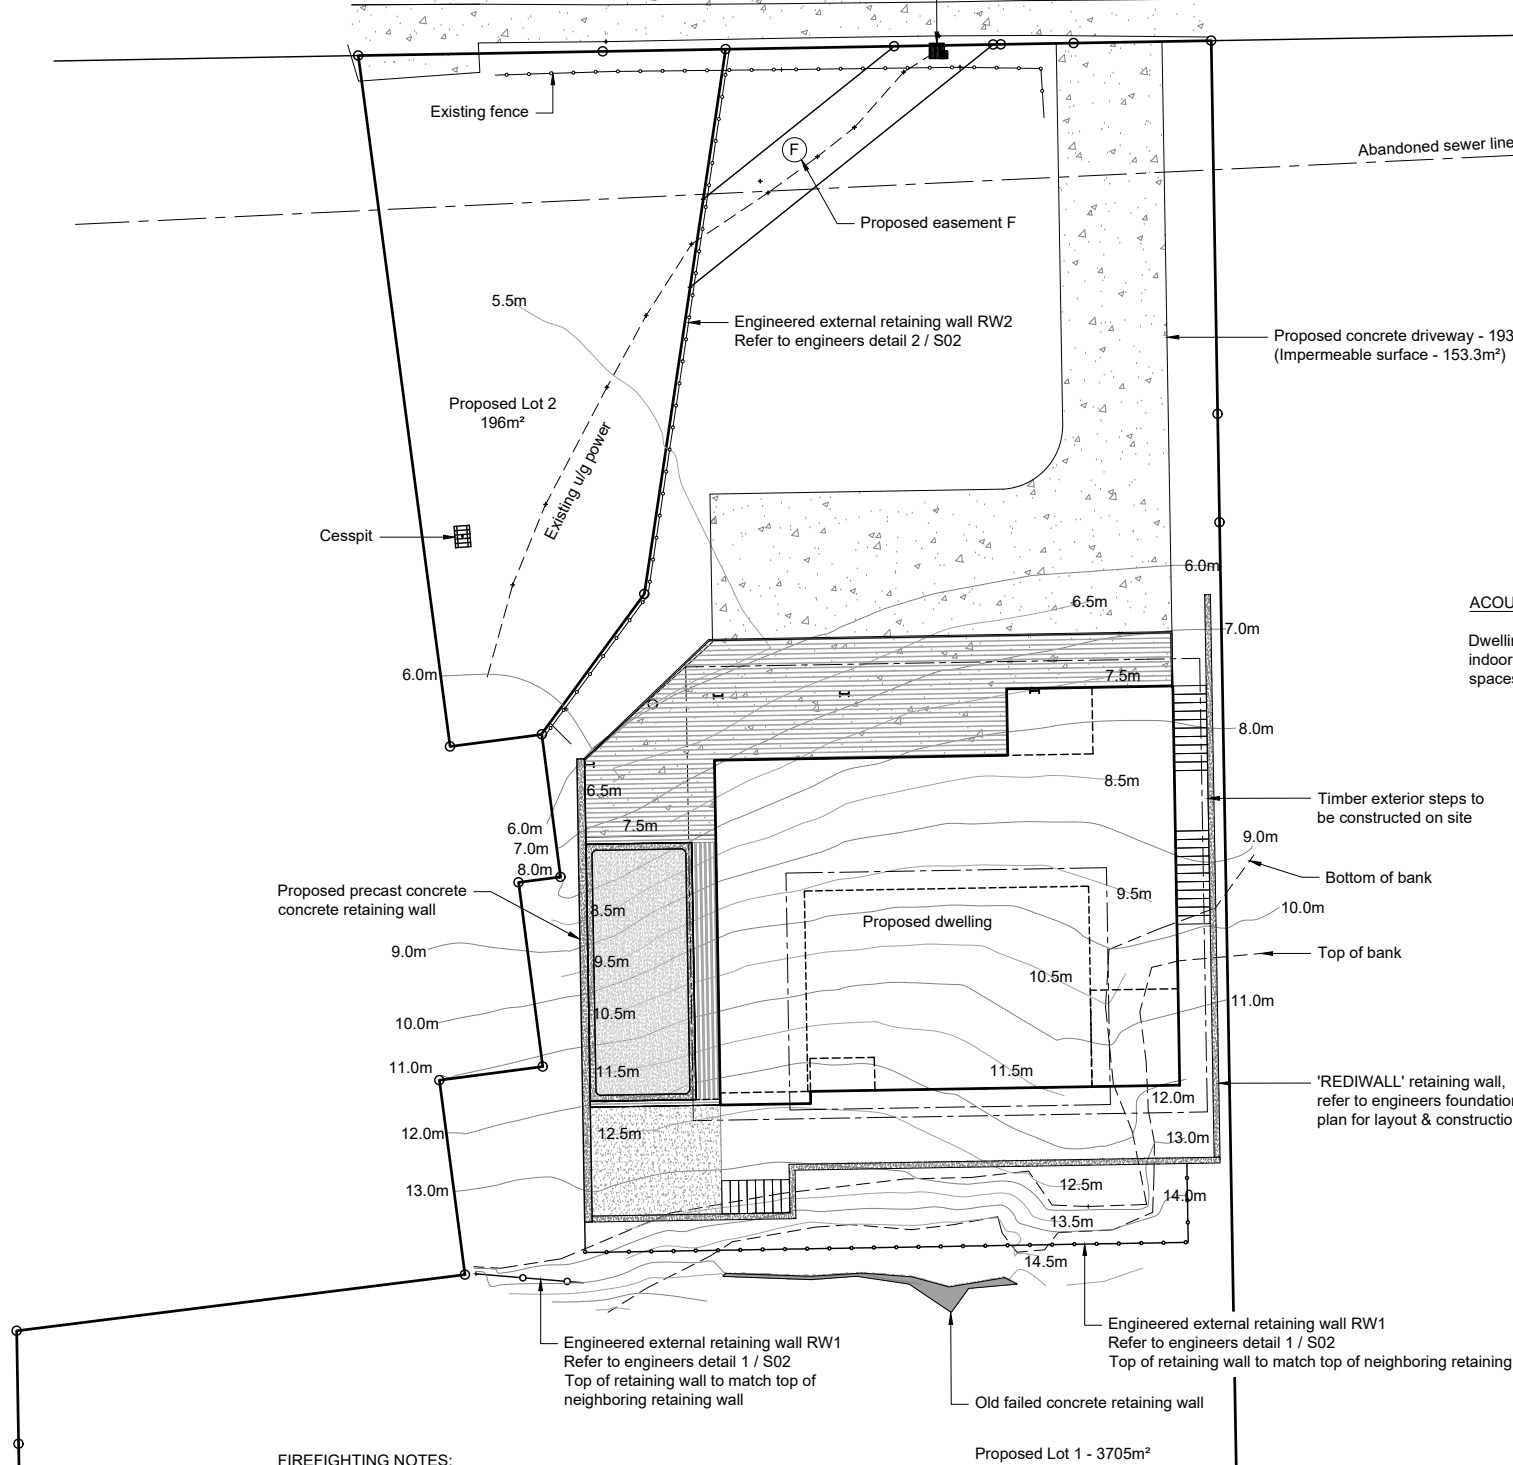 Existing fence
Abandoned sewer line
F
Proposed easement F
5.5m
Engineered external retaining wall RW2
Refer to engineers detail 2 / S02
Proposed concrete driveway - 193
(Impermeable surface - 153.3m²)
Proposed Lot 2
196m²
Existing u/g power
Cesspit
6.0m
6.5m
ACOU
7.0m
Dwellin
indoor
spaces
6.0m
7.5m
8.0m
8.5m
6.5m
Timber exterior steps to
be constructed on site
6.0m
7.5m
7.0m
9.0m
8.0m
Bottom of bank
Proposed precast concrete
concrete retaining wall
8.5m
9.5m
Proposed dwelling
10.0m
9.0m
9.5m
Top of bank
10.5m
11.0m
10.0m
10.5m
11.0m
11.5m
11.5m
'REDIWALL' retaining wall,
refer to engineers foundation
plan for layout & constructio
12.0m
12.0m
12.5m
13.0m
13.0m
12.5m
14.0m
13.5m
14.5m
Engineered external retaining wall RW1
Refer to engineers detail 1 / S02
Top of retaining wall to match top of neighboring retaining
Engineered external retaining wall RW1
Refer to engineers detail 1 / S02
Top of retaining wall to match top of
neighboring retaining wall
Old failed concrete retaining wall
Proposed Lot 1 - 3705m²
FIREFIGHTING NOTES: